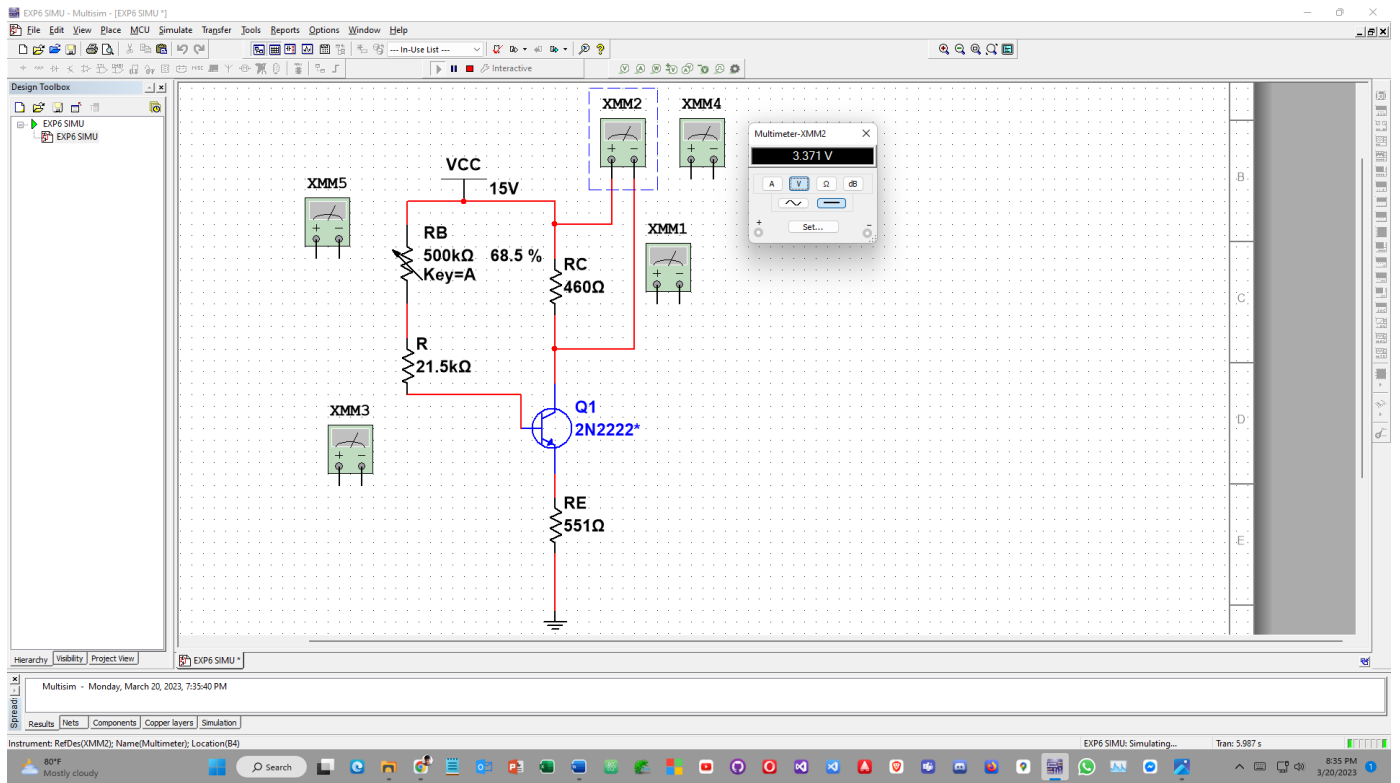 EXP6 SIMU - Multisim - [EXP6 SIMU *]
File Edit View Place MCU Simulate Transfer Tools Reports Options Window Help
--- In-Use List ---
Interactive
Design Toolbox
EXP6 SIMU
EXP6 SIMU
XMM2
XMM4
Multimeter-XMM2
3.371 V
A V Ω dB
+ Set... -
VCC
15V
XMM5
XMM1
RB
500kΩ 68.5 %
Key=A
RC
460Ω
R
21.5kΩ
XMM3
Q1
2N2222*
RE
551Ω
B
C
D
E
Hierarchy Visibility Project View
EXP6 SIMU *
Multisim - Monday, March 20, 2023, 7:35:40 PM
Results Nets Components Copper layers Simulation
Instrument: RefDes(XMM2); Name(Multimeter); Location(B4)
EXP6 SIMU: Simulating...
Tran: 5.987 s
80°F
Mostly cloudy
Search
8:35 PM
3/20/2023